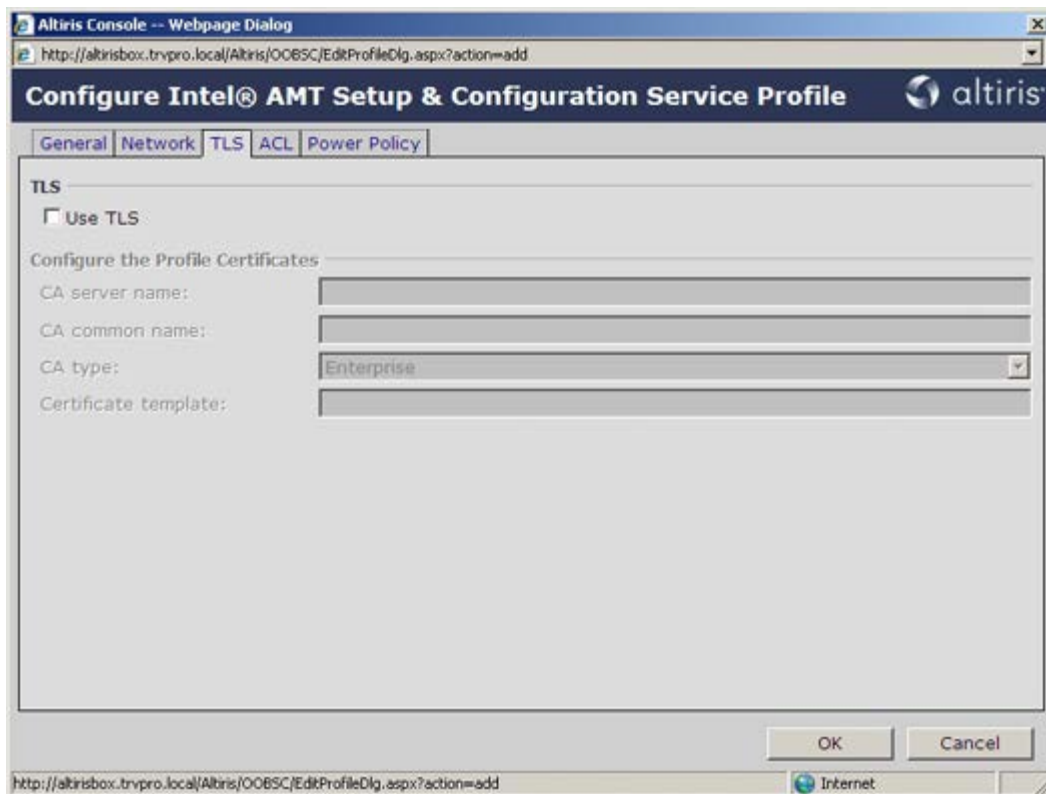 Altiris Console -- Webpage Dialog
http://altirisbox.trvpro.local/Altiris/OOBSC/EditProfileDlg.aspx?action=add
Configure Intel® AMT Setup & Configuration Service Profile
altiris
General Network TLS ACL Power Policy
TLS
Use TLS
Configure the Profile Certificates
CA server name:
CA common name:
CA type: Enterprise
Certificate template:
OK Cancel
http://altirisbox.trvpro.local/Altiris/OOBSC/EditProfileDlg.aspx?action=add Internet